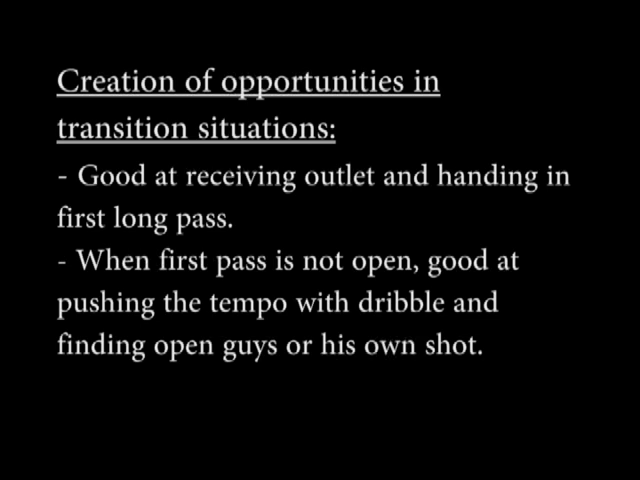 Creation of opportunities in
transition situations:
- Good at receiving outlet and handing in
first long pass.
- When first pass is not open, good at
pushing the tempo with dribble and
finding open guys or his own shot.